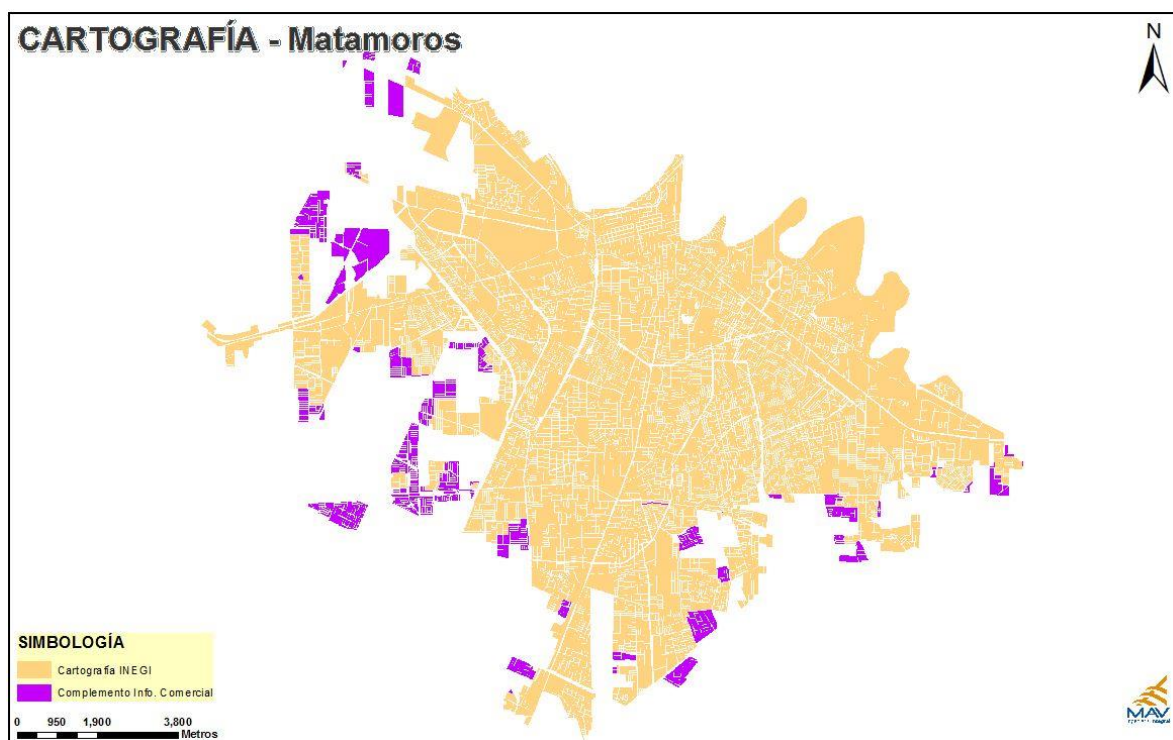 CARTOGRAFÍA - Matamoros
N
SIMBOLOGÍA
Cartografía INEGI
Complemento Info. Comercial
0 950 1,900 3,800
Metros
MAV